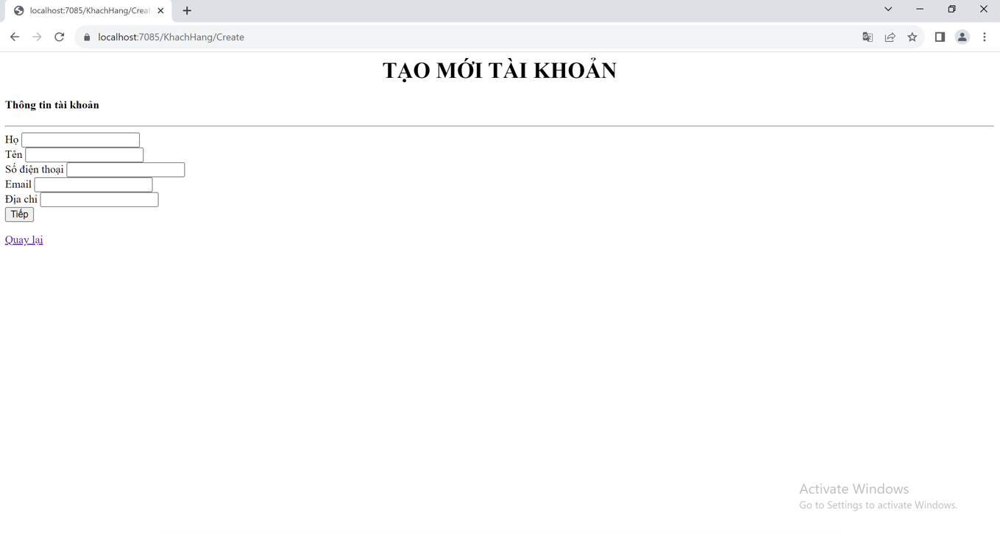 localhost:7085/KhachHang/Creat
localhost:7085/KhachHang/Create
TẠO MỚI TÀI KHOẢN
Thông tin tài khoản
Họ
Tên
Số điện thoại
Email
Địa chỉ
Tiếp
Quay lại
Activate Windows
Go to Settings to activate Windows.